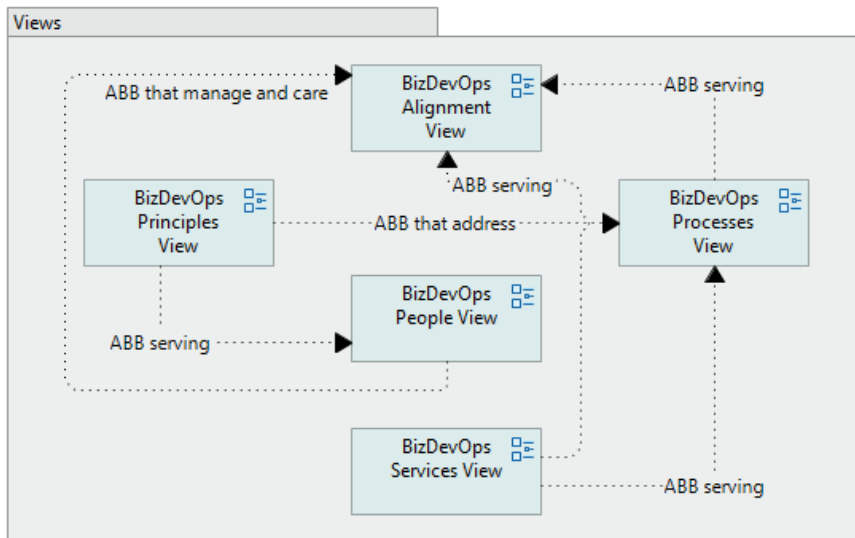 Views
BizDevOps
Alignment
View
ABB that manage and care
ABB serving
ABB serving
BizDevOps
Principles
View
ABB that address
BizDevOps
Processes
View
BizDevOps
People View
ABB serving
BizDevOps
Services View
ABB serving